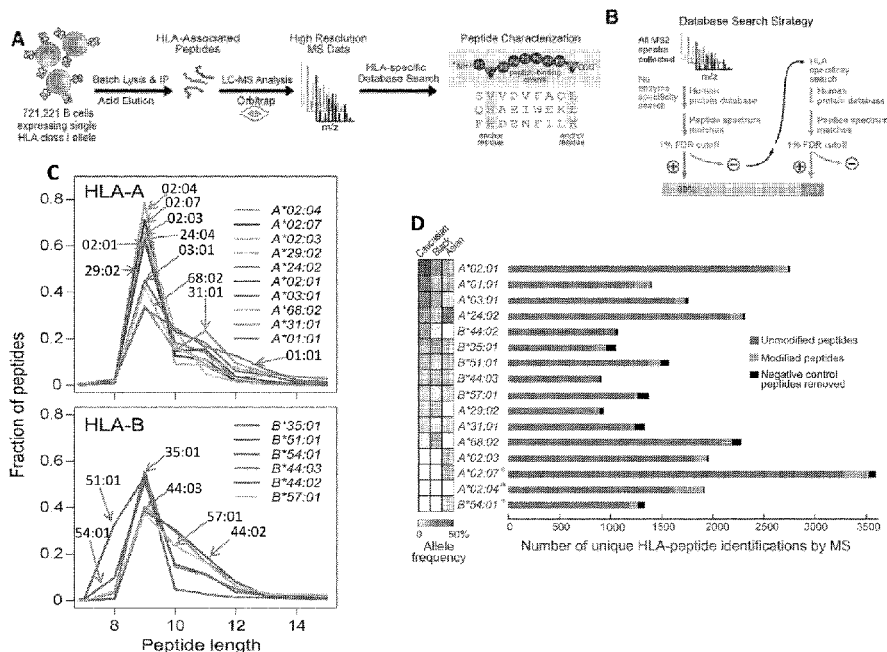 A
HLA-Associated
Peptides
High Resolution
MS Data
Peptide Characterization
Batch Lysis & IP
Acid Elution
LC-MS Analysis
Orbitrap
HLA-specific
Database Search
m/z
721,221 B cells
expressing single
HLA class I allele
anchor
residue
anchor
residue
B
Database Search Strategy
All MS2
spectra
collected
m/z
HLA
specificity
search
No
enzyme
specificity
search
Human
protein database
Human
protein database
Peptide spectrum
matches
Peptide spectrum
matches
1% FDR cutoff
1% FDR cutoff
+
−
+
−
C
Fraction of peptides
HLA-A
0.8
0.6
0.4
0.2
0
02:04
02:07
02:03
24:04
03:01
02:01
29:02
68:02
31:01
01:01
A*02:04
A*02:07
A*02:03
A*29:02
A*24:02
A*02:01
A*03:01
A*68:02
A*31:01
A*01:01
HLA-B
0.8
0.6
0.4
0.2
0
35:01
51:01
44:03
54:01
57:01
44:02
B*35:01
B*51:01
B*54:01
B*44:03
B*44:02
B*57:01
8 10 12 14
Peptide length
D
Caucasian
Black
Asian
A*02:01
A*01:01
A*03:01
A*24:02
B*44:02
B*35:01
B*51:01
B*44:03
B*57:01
A*29:02
A*31:01
A*68:02
A*02:03
A*02:07
A*02:04
B*54:01
Unmodified peptides
Modified peptides
Negative control
peptides removed
0 50%
Allele
frequency
0 500 1000 1500 2000 2500 3000 3500
Number of unique HLA-peptide identifications by MS